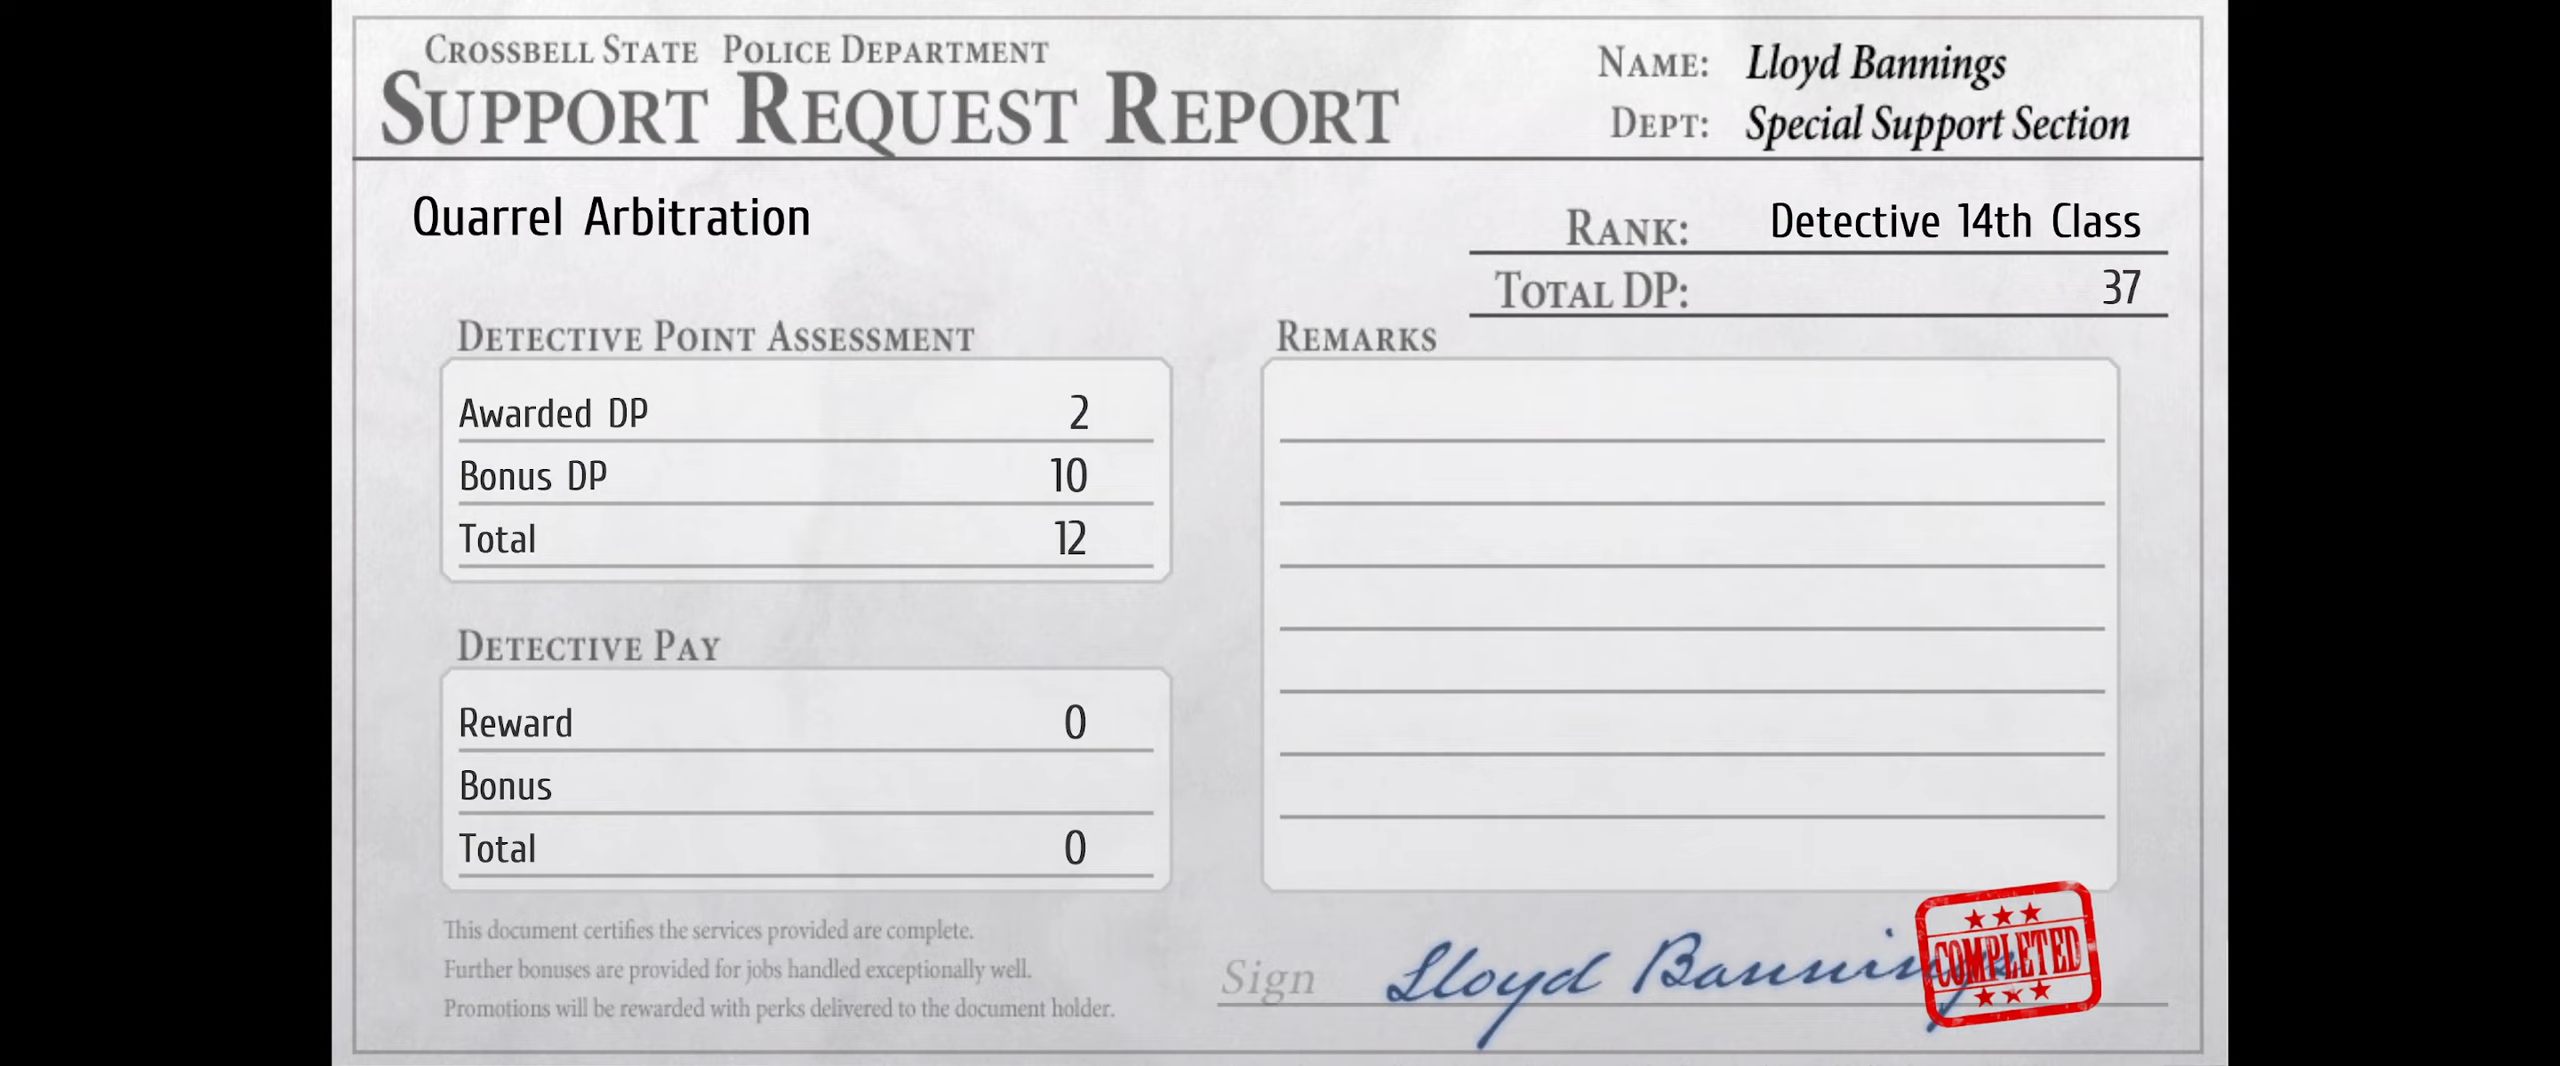 CROSSBELL STATE POLICE DEPARTMENT
SUPPORT REQUEST REPORT
NAME: Lloyd Bannings
DEPT: Special Support Section
Quarrel Arbitration
RANK: Detective 14th Class
TOTAL DP: 37
DETECTIVE POINT ASSESSMENT
Awarded DP 2
Bonus DP 10
Total 12
REMARKS
DETECTIVE PAY
Reward 0
Bonus
Total 0
This document certifies the services provided are complete.
Further bonuses are provided for jobs handled exceptionally well.
Promotions will be rewarded with perks delivered to the document holder.
Sign Lloyd Bannings
COMPLETED